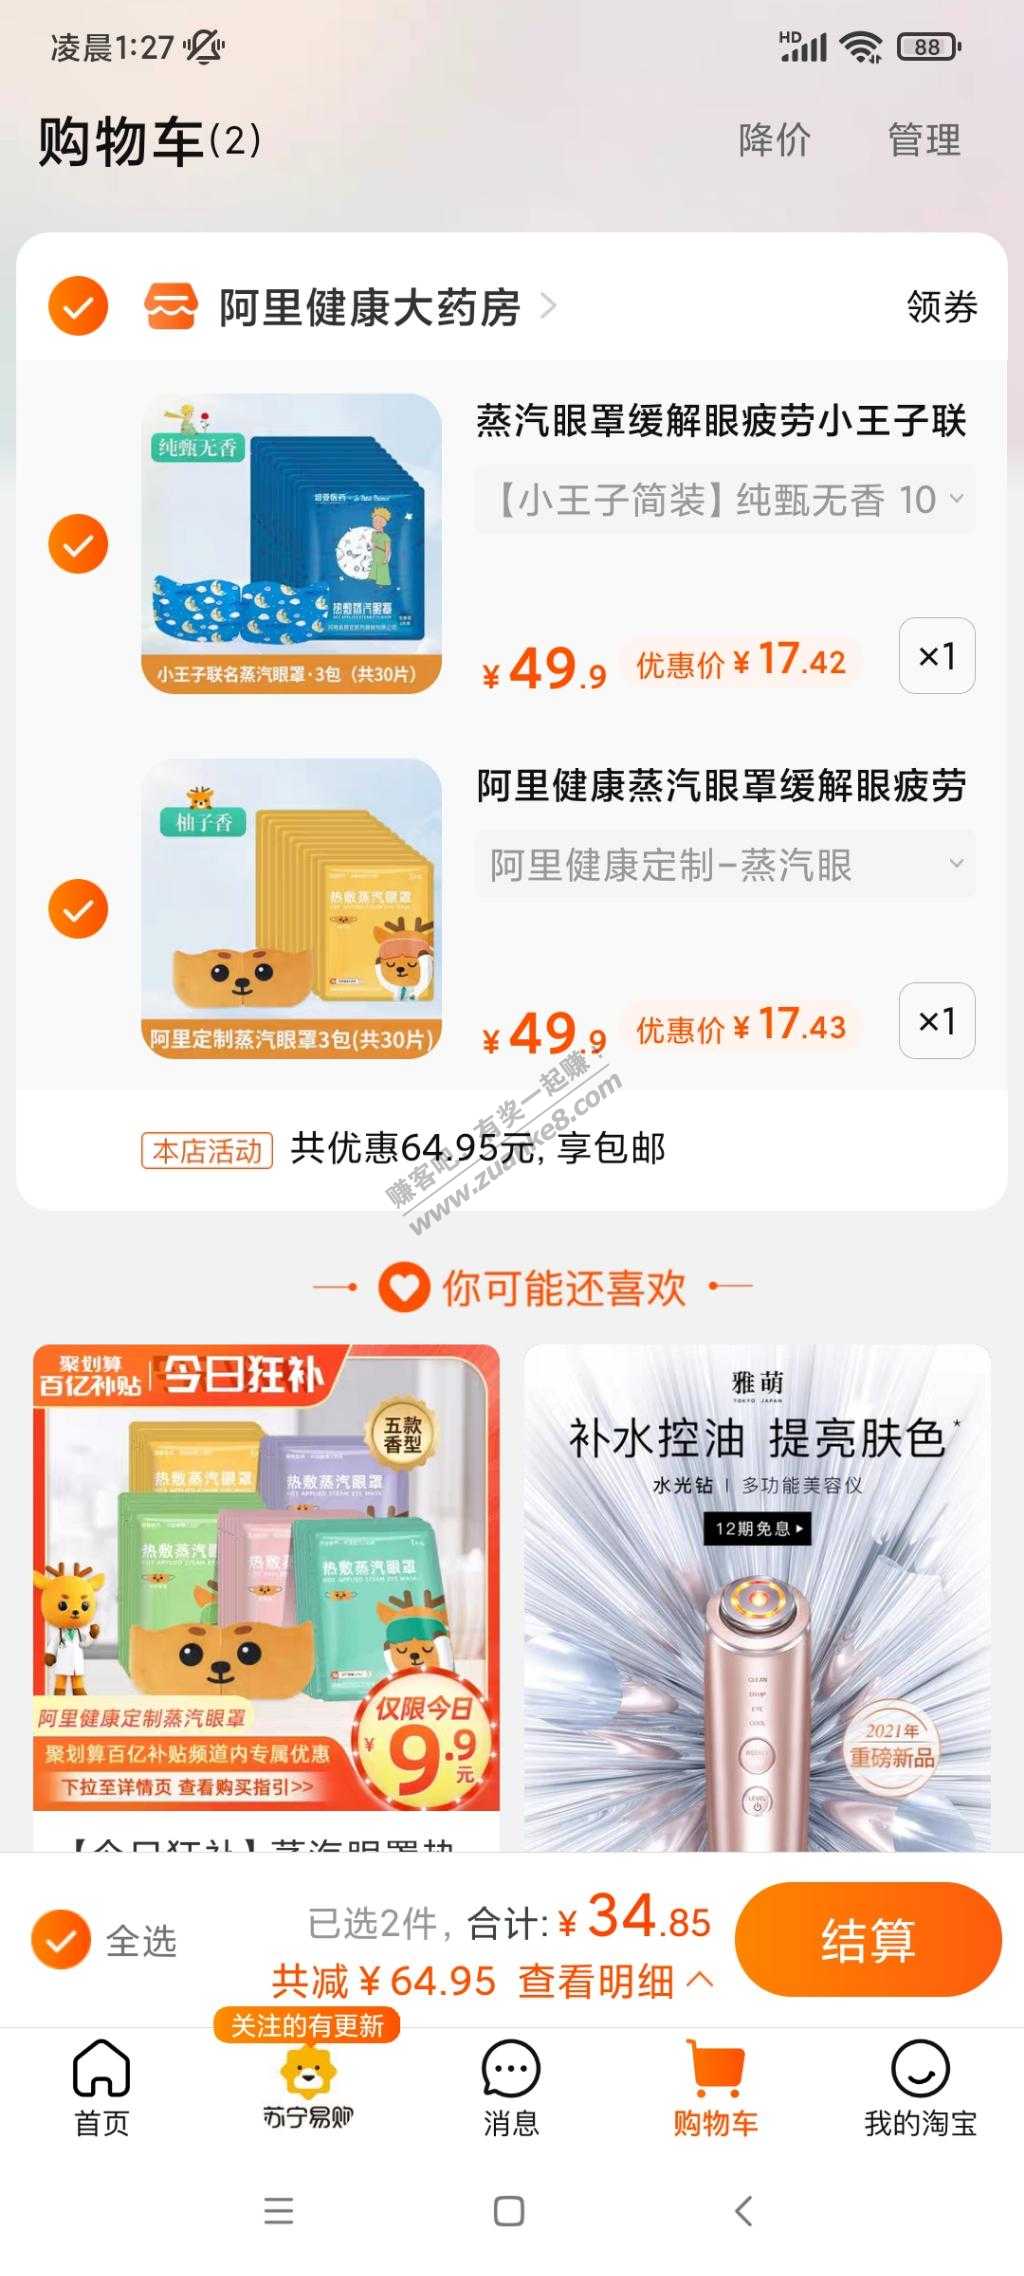 凌晨1:27
HD
88
购物车(2)
降价
管理
阿里健康大药房
领券
纯甄无香
热敷蒸汽眼罩
小王子联名蒸汽眼罩·3包（共30片）
蒸汽眼罩缓解眼疲劳小王子联
【小王子简装】纯甄无香 10
¥49.9
优惠价¥17.42
×1
柚子香
热敷蒸汽眼罩
阿里定制蒸汽眼罩3包(共30片)
阿里健康蒸汽眼罩缓解眼疲劳
阿里健康定制-蒸汽眼
¥49.9
优惠价¥17.43
×1
本店活动
共优惠64.95元, 享包邮
赚客吧,有奖一起赚!
www.zuanke8.com
你可能还喜欢
聚划算
百亿补贴
今日狂补
五款
香型
热敷蒸汽眼罩
热敷蒸汽眼罩
热敷蒸汽眼
热敷蒸
热敷蒸汽眼罩
仅限今日
¥9.9元
阿里健康定制蒸汽眼罩
聚划算百亿补贴频道内专属优惠
下拉至详情页 查看购买指引>>
【今日狂补】蒸汽眼罩热
雅萌
TOKYO JAPAN
补水控油 提亮肤色*
水光钻 | 多功能美容仪
12期免息
CLEAN
EYE
COOL
LEVEL
2021年
重磅新品
全选
已选2件,
合计:¥34.85
共减¥64.95 查看明细
结算
关注的有更新
首页
苏宁易购
消息
购物车
我的淘宝